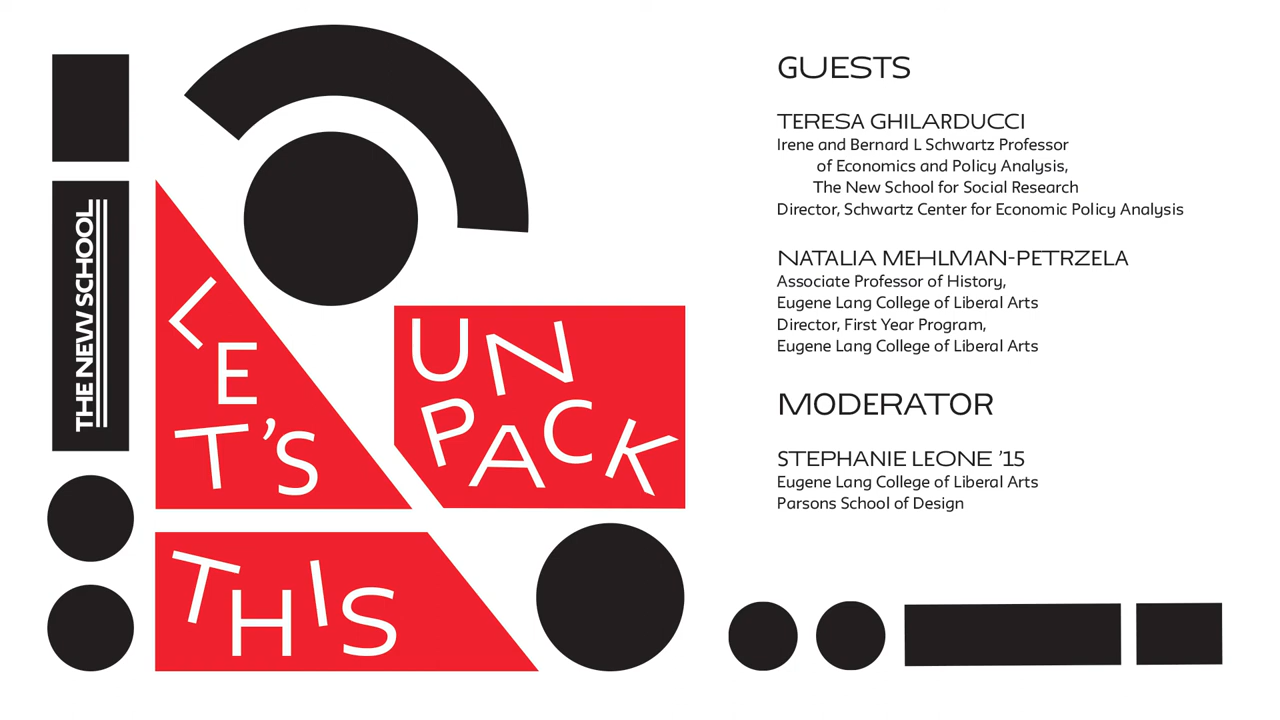 THE NEW SCHOOL
LET'S
UN
PACK
THIS
GUESTS
TERESA GHILARDUCCI
Irene and Bernard L Schwartz Professor
of Economics and Policy Analysis,
The New School for Social Research
Director, Schwartz Center for Economic Policy Analysis
NATALIA MEHLMAN-PETRZELA
Associate Professor of History,
Eugene Lang College of Liberal Arts
Director, First Year Program,
Eugene Lang College of Liberal Arts
MODERATOR
STEPHANIE LEONE ’15
Eugene Lang College of Liberal Arts
Parsons School of Design